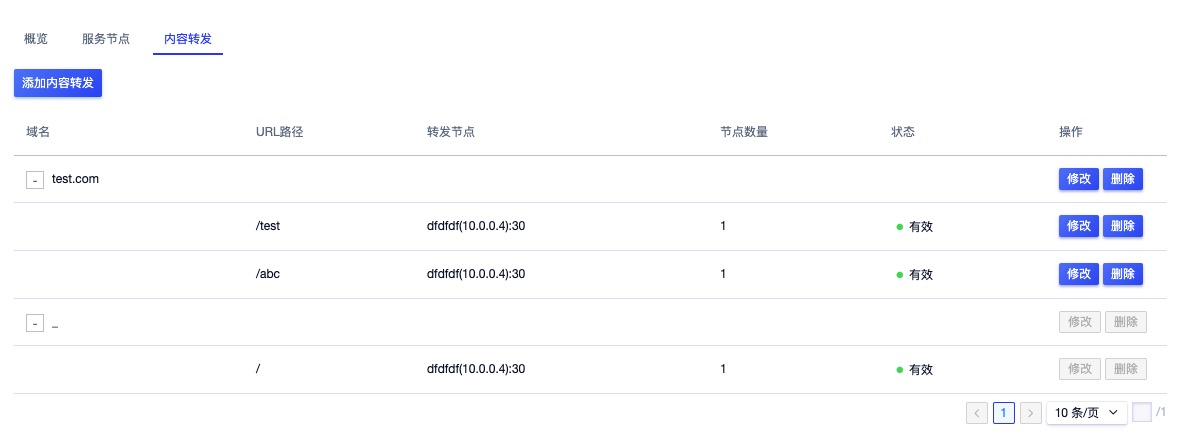 概览 服务节点 内容转发
添加内容转发
域名 URL路径 转发节点 节点数量 状态 操作
- test.com 修改 删除
/test dfdfdf(10.0.0.4):30 1 有效 修改 删除
/abc dfdfdf(10.0.0.4):30 1 有效 修改 删除
- _ 修改 删除
/ dfdfdf(10.0.0.4):30 1 有效 修改 删除
< 1 > 10 条/页 /1